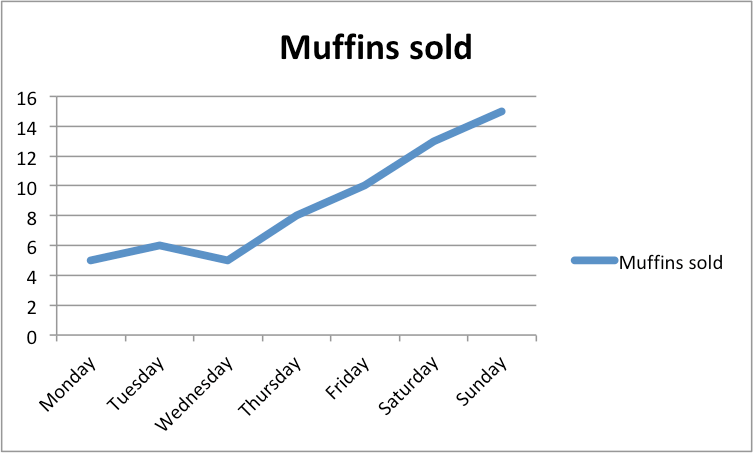 Muffins sold
16
14
12
10
8
6
4
2
0
Muffins sold
Monday
Tuesday
Wednesday
Thursday
Friday
Saturday
Sunday